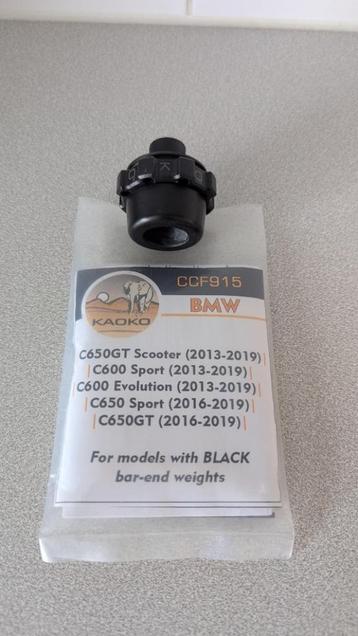 K O
CCF915
BMW
KAOKO
C650GT Scooter (2013-2019)
C600 Sport (2013-2019)
C600 Evolution (2013-2019)
C650 Sport (2016-2019)
C650GT (2016-2019)
For models with BLACK
bar-end weights